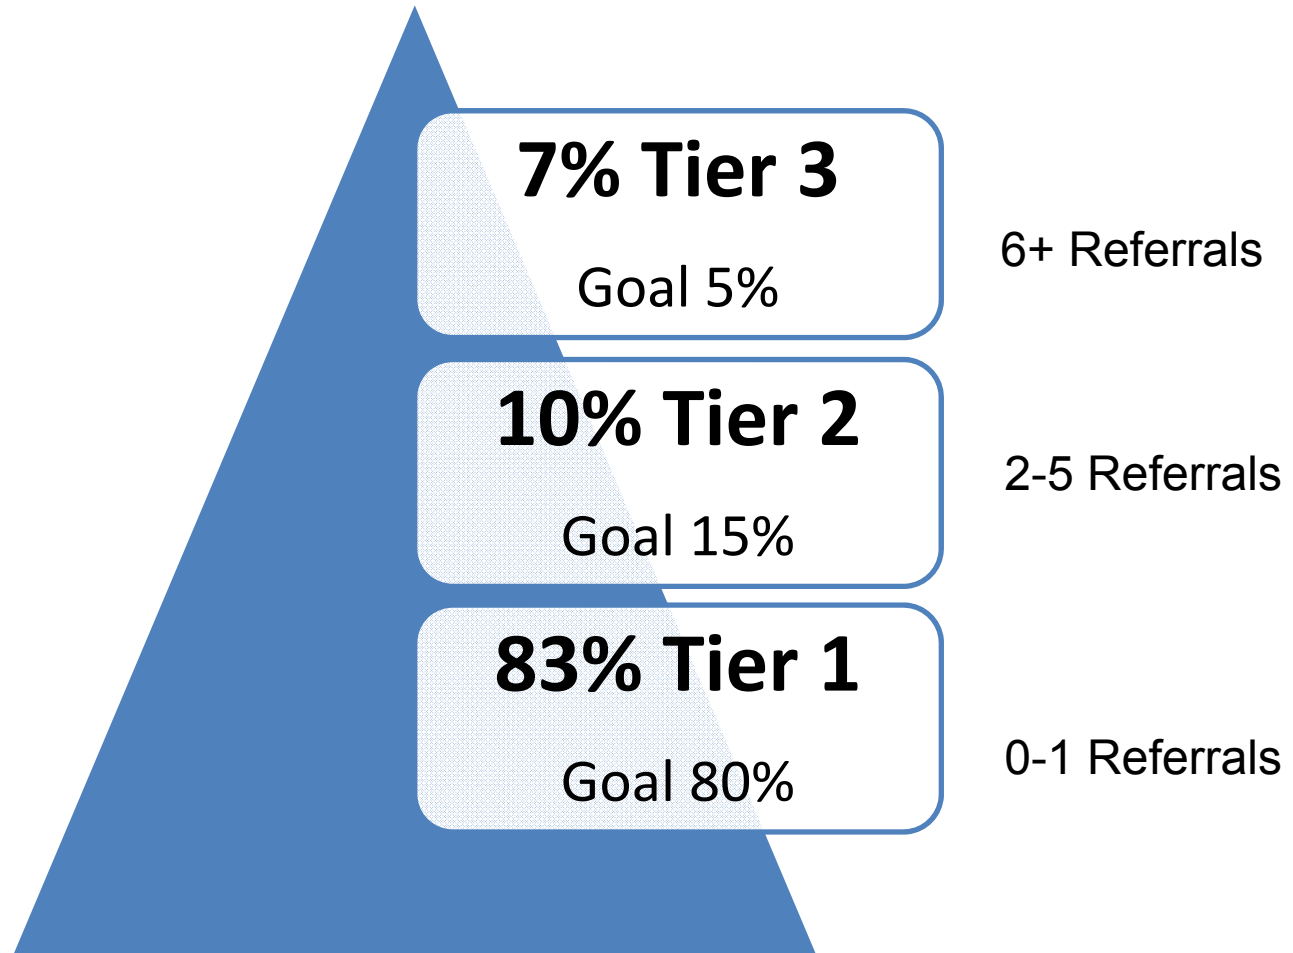 7% Tier 3
Goal 5%
6+ Referrals
10% Tier 2
Goal 15%
2-5 Referrals
83% Tier 1
Goal 80%
0-1 Referrals